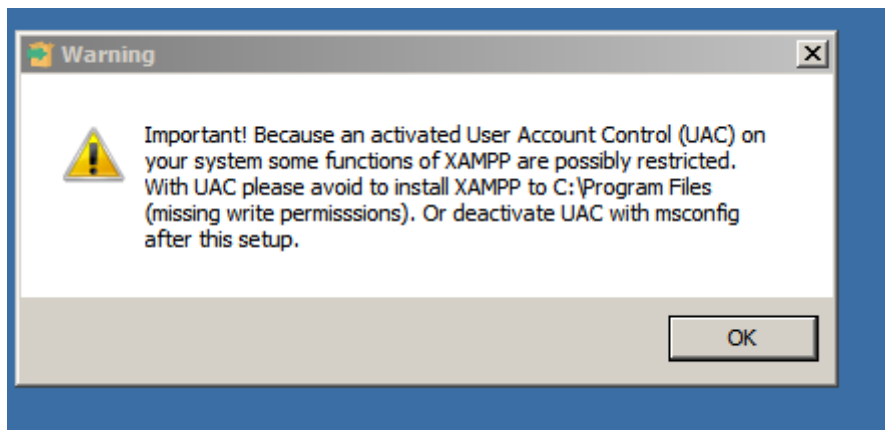 Warning
Important! Because an activated User Account Control (UAC) on
your system some functions of XAMPP are possibly restricted.
With UAC please avoid to install XAMPP to C:\Program Files
(missing write permisssions). Or deactivate UAC with msconfig
after this setup.
OK